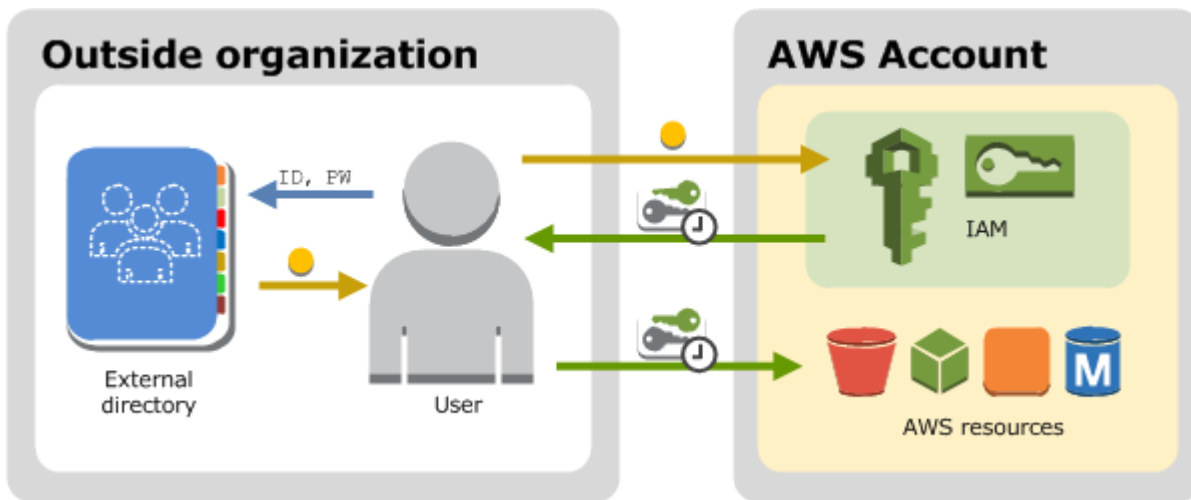 Outside organization
AWS Account
ID, PW
IAM
External
directory
User
AWS resources
M